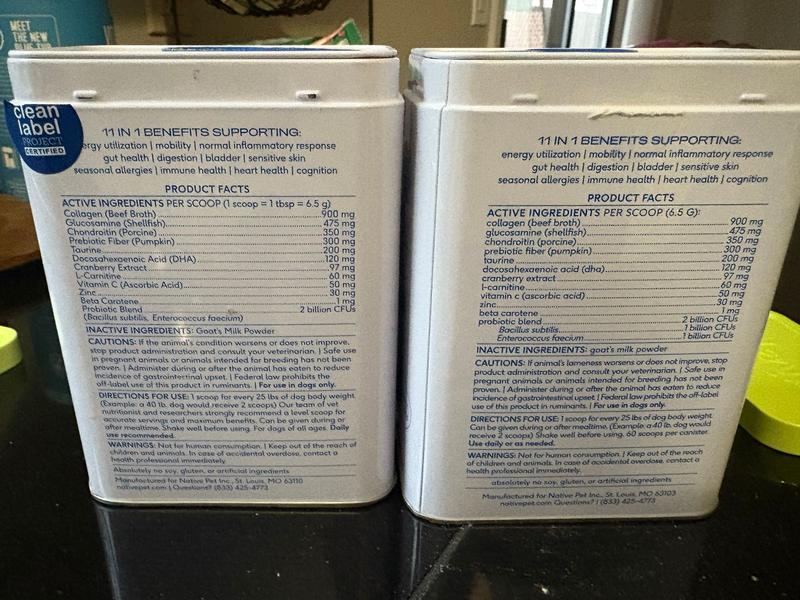 MEET
THE NEW
clean
label
PROJECT
CERTIFIED
11 IN 1 BENEFITS SUPPORTING:
ergy utilization | mobility | normal inflammatory response
gut health | digestion | bladder | sensitive skin
seasonal allergies | immune health | heart health | cognition
PRODUCT FACTS
ACTIVE INGREDIENTS PER SCOOP (1 scoop = 1 tbsp = 6.5 g)
Collagen (Beef Broth) 900 mg
Glucosamine (Shellfish) 475 mg
Chondroitin (Porcine) 350 mg
Prebiotic Fiber (Pumpkin) 300 mg
Taurine 200 mg
Docosahexaenoic Acid (DHA) 120 mg
Cranberry Extract 97 mg
L-Carnitine 60 mg
Vitamin C (Ascorbic Acid) 50 mg
Zinc 30 mg
Beta Carotene 1 mg
Probiotic Blend 2 billion CFUs
(Bacillus subtilis, Enterococcus faecium)
INACTIVE INGREDIENTS: Goat's Milk Powder
CAUTIONS: If the animal's condition worsens or does not improve,
stop product administration and consult your veterinarian. | Safe use
in pregnant animals or animals intended for breeding has not been
proven. | Administer during or after the animal has eaten to reduce
incidence of gastrointestinal upset. | Federal law prohibits the
off-label use of this product in ruminants. | For use in dogs only.
DIRECTIONS FOR USE: 1 scoop for every 25 lbs of dog body weight.
(Example: a 40 lb. dog would receive 2 scoops) Our team of vet
nutritionist and researchers strongly recommend a level scoop for
accurate servings and maximum benefits. Can be given during or
after mealtime. Shake well before using. For dogs of all ages. Daily
use recommended.
WARNINGS: Not for human consumption. | Keep out of the reach of
children and animals. In case of accidental overdose, contact a
health professional immediately.
Absolutely no soy, gluten, or artificial ingredients
Manufactured for Native Pet Inc., St. Louis, MO 63110
nativepet.com | Questions? (833) 425-4773
11 IN 1 BENEFITS SUPPORTING:
energy utilization | mobility | normal inflammatory response
gut health | digestion | bladder | sensitive skin
seasonal allergies | immune health | heart health | cognition
PRODUCT FACTS
ACTIVE INGREDIENTS PER SCOOP (6.5 G):
collagen (beef broth) 900 mg
glucosamine (shellfish) 475 mg
chondroitin (porcine) 350 mg
prebiotic fiber (pumpkin) 300 mg
taurine 200 mg
docosahexaenoic acid (dha) 120 mg
cranberry extract 97 mg
l-carnitine 60 mg
vitamin c (ascorbic acid) 50 mg
zinc 30 mg
beta carotene 1 mg
probiotic blend 2 billion CFUs
Bacillus subtilis 1 billion CFUs
Enterococcus faecium 1 billion CFUs
INACTIVE INGREDIENTS: goat's milk powder
CAUTIONS: If animal's lameness worsens or does not improve, stop
product administration and consult your veterinarian. | Safe use in
pregnant animals or animals intended for breeding has not been proven.
| Administer during or after the animal has eaten to reduce
incidence of gastrointestinal upset. | Federal law prohibits the off-label
use of this product in ruminants. | For use in dogs only.
DIRECTIONS FOR USE: 1 scoop for every 25 lbs of dog body weight.
Can be given during or after mealtime. (Example: a 40 lb. dog would
receive 2 scoops) Shake well before using. 60 scoops per canister.
Use daily or as needed.
WARNINGS: Not for human consumption. | Keep out of the reach
of children and animals. In case of accidental overdose, contact a
health professional immediately.
absolutely no soy, gluten, or artificial ingredients
Manufactured for Native Pet Inc., St. Louis, MO 63103
nativepet.com Questions? | (833) 425-4773